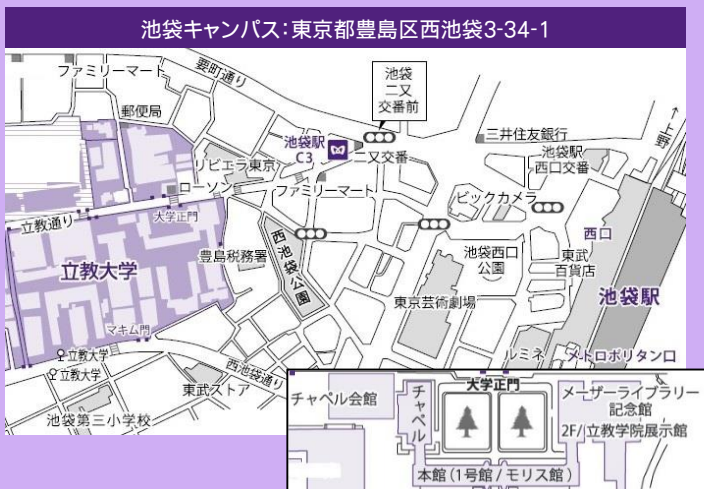 池袋キャンパス：東京都豊島区西池袋3-34-1
ファミリーマート
要町通り
池袋
二又
交番前
郵便局
池袋駅
C3
二又交番
三井住友銀行
↑上野
リビエラ東京
池袋駅
西口交番
ローソン
ファミリーマート
ビックカメラ
立教通り
大学正門
西口
豊島税務署
西池袋公園
池袋西口
公園
東武
百貨店
立教大学
東京芸術劇場
池袋駅
マキム門
立教大学
立教大学
西池袋通り
ルミネ
メトロポリタン口
東武ストア
池袋第三小学校
チャペル会館
チャペル
大学正門
メーザーライブラリー
記念館
2F/立教学院展示館
本館(1号館/モリス館)